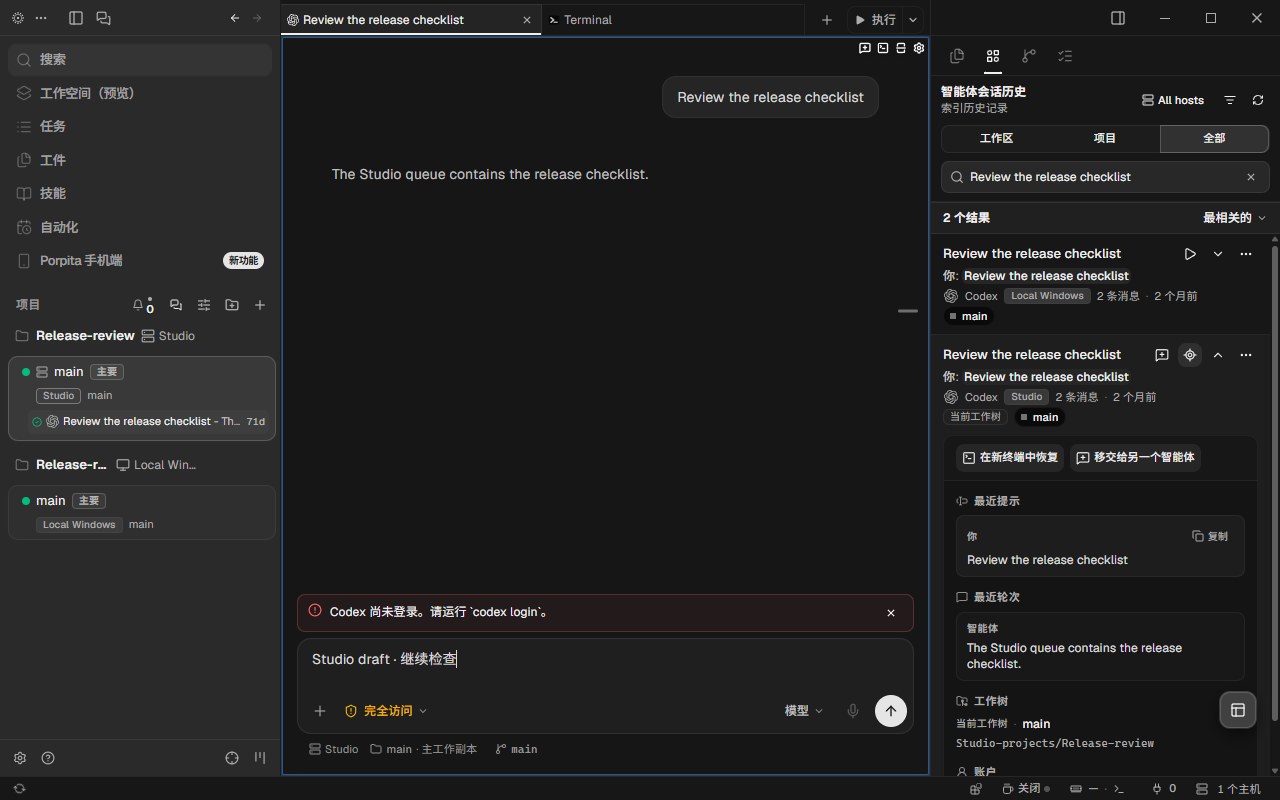 搜索
工作空间（预览）
任务
工件
技能
自动化
Porpita 手机端
新功能
项目
0
Release-review
Studio
main
主要
Studio
main
Review the release checklist - Th...
71d
Release-r...
Local Win...
main
主要
Local Windows
main
Review the release checklist
Terminal
执行
Review the release checklist
The Studio queue contains the release checklist.
Codex 尚未登录。请运行 `codex login`。
Studio draft · 继续检查
完全访问
模型
Studio
main · 主工作副本
main
智能体会话历史
索引历史记录
All hosts
工作区
项目
全部
Review the release checklist
2 个结果
最相关的
Review the release checklist
你: Review the release checklist
Codex
Local Windows
2 条消息 · 2 个月前
main
Review the release checklist
你: Review the release checklist
Codex
Studio
2 条消息 · 2 个月前
当前工作树
main
在新终端中恢复
移交给另一个智能体
最近提示
你
复制
Review the release checklist
最近轮次
智能体
The Studio queue contains the release
checklist.
工作树
当前工作树 · main
Studio-projects/Release-review
账户
关闭
0
1 个主机